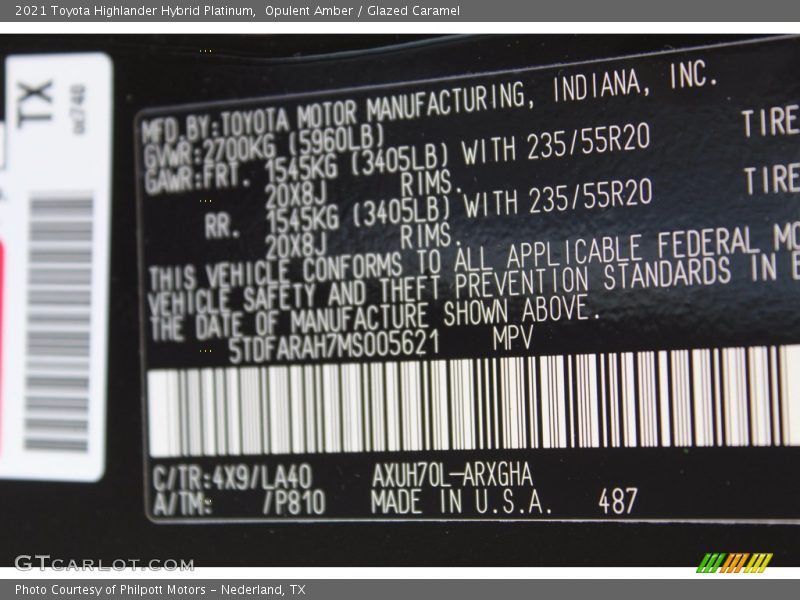 2021 Toyota Highlander Hybrid Platinum,  Opulent Amber / Glazed Caramel
TX
MFD.BY:TOYOTA MOTOR MANUFACTURING, INDIANA, INC.
GVWR:2700KG (5960LB)
GAWR:FRT. 1545KG (3405LB) WITH 235/55R20 TIRE
20X8J RIMS.
RR. 1545KG (3405LB) WITH 235/55R20 TIRE
20X8J RIMS.
THIS VEHICLE CONFORMS TO ALL APPLICABLE FEDERAL MO
VEHICLE SAFETY AND THEFT PREVENTION STANDARDS IN E
THE DATE OF MANUFACTURE SHOWN ABOVE.
5TDFARAH7MS005621 MPV
C/TR:4X9/LA40 AXUH70L-ARXGHA
A/TM: /P810 MADE IN U.S.A. 487
GTCARLOT.COM
Photo Courtesy of Philpott Motors - Nederland, TX